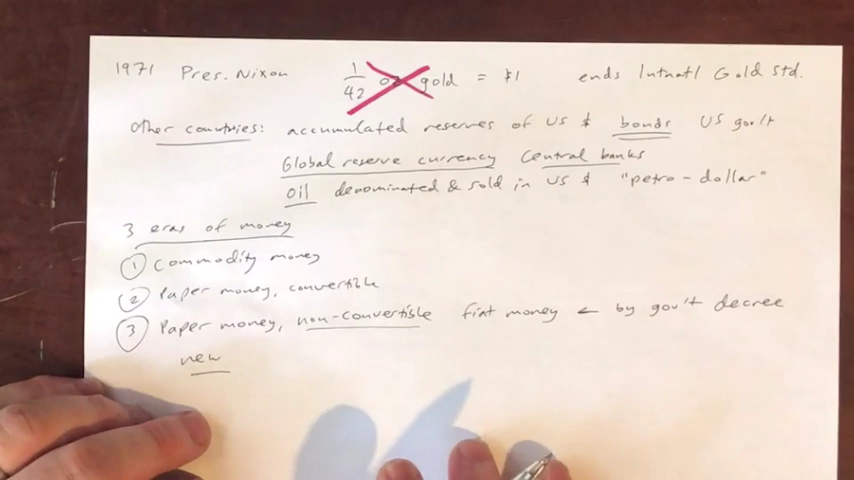 1971 Pres. Nixon 1/42 oz gold = $1 ends Intnatl Gold Std.
Other countries: accumulated reserves of US $ bonds US gov't
Global reserve currency Central banks
Oil denominated & sold in US $ "petro-dollar"
3 eras of money
① Commodity money
② Paper money, convertible
③ Paper money, non-convertible fiat money ← by gov't decree
new